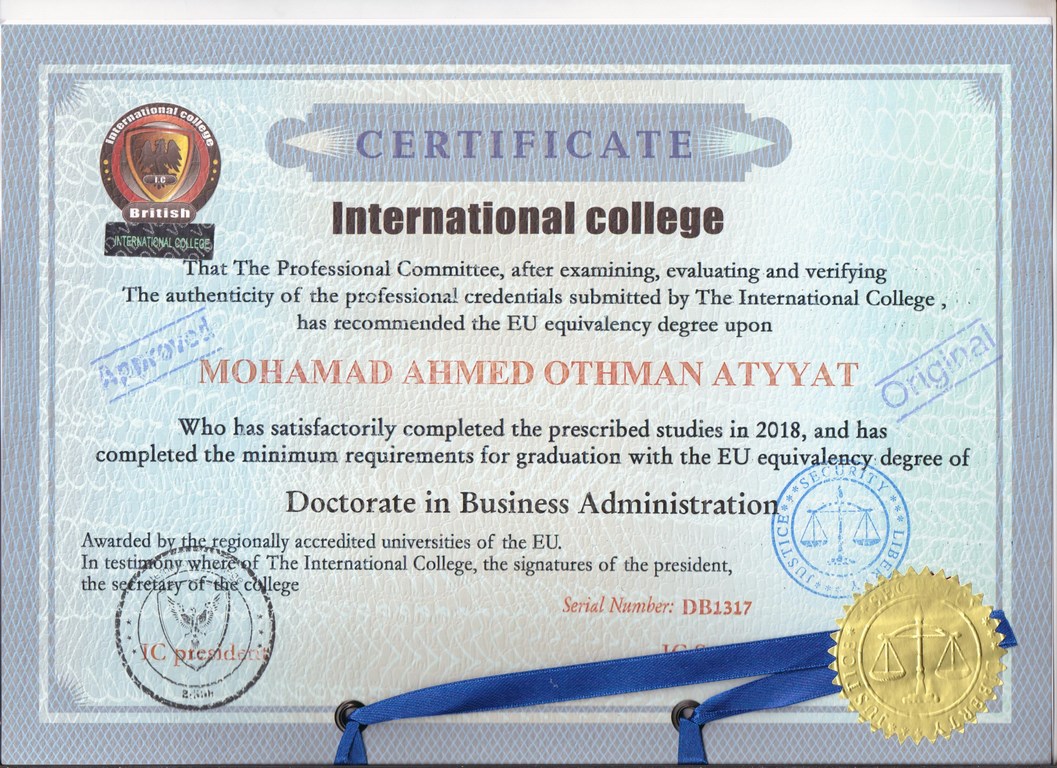 International college
I.C
British
INTERNATIONAL COLLEGE
CERTIFICATE
International college
That The Professional Committee, after examining, evaluating and verifying
The authenticity of the professional credentials submitted by The International College ,
has recommended the EU equivalency degree upon
Approved
MOHAMAD AHMED OTHMAN ATYYAT
Original
Who has satisfactorily completed the prescribed studies in 2018, and has
completed the minimum requirements for graduation with the EU equivalency degree of
Doctorate in Business Administration
SECURITY
JUSTICE
Awarded by the regionally accredited universities of the EU.
In testimony where of The International College, the signatures of the president,
the secretary of the college
Serial Number: DB1317
IC president
IC